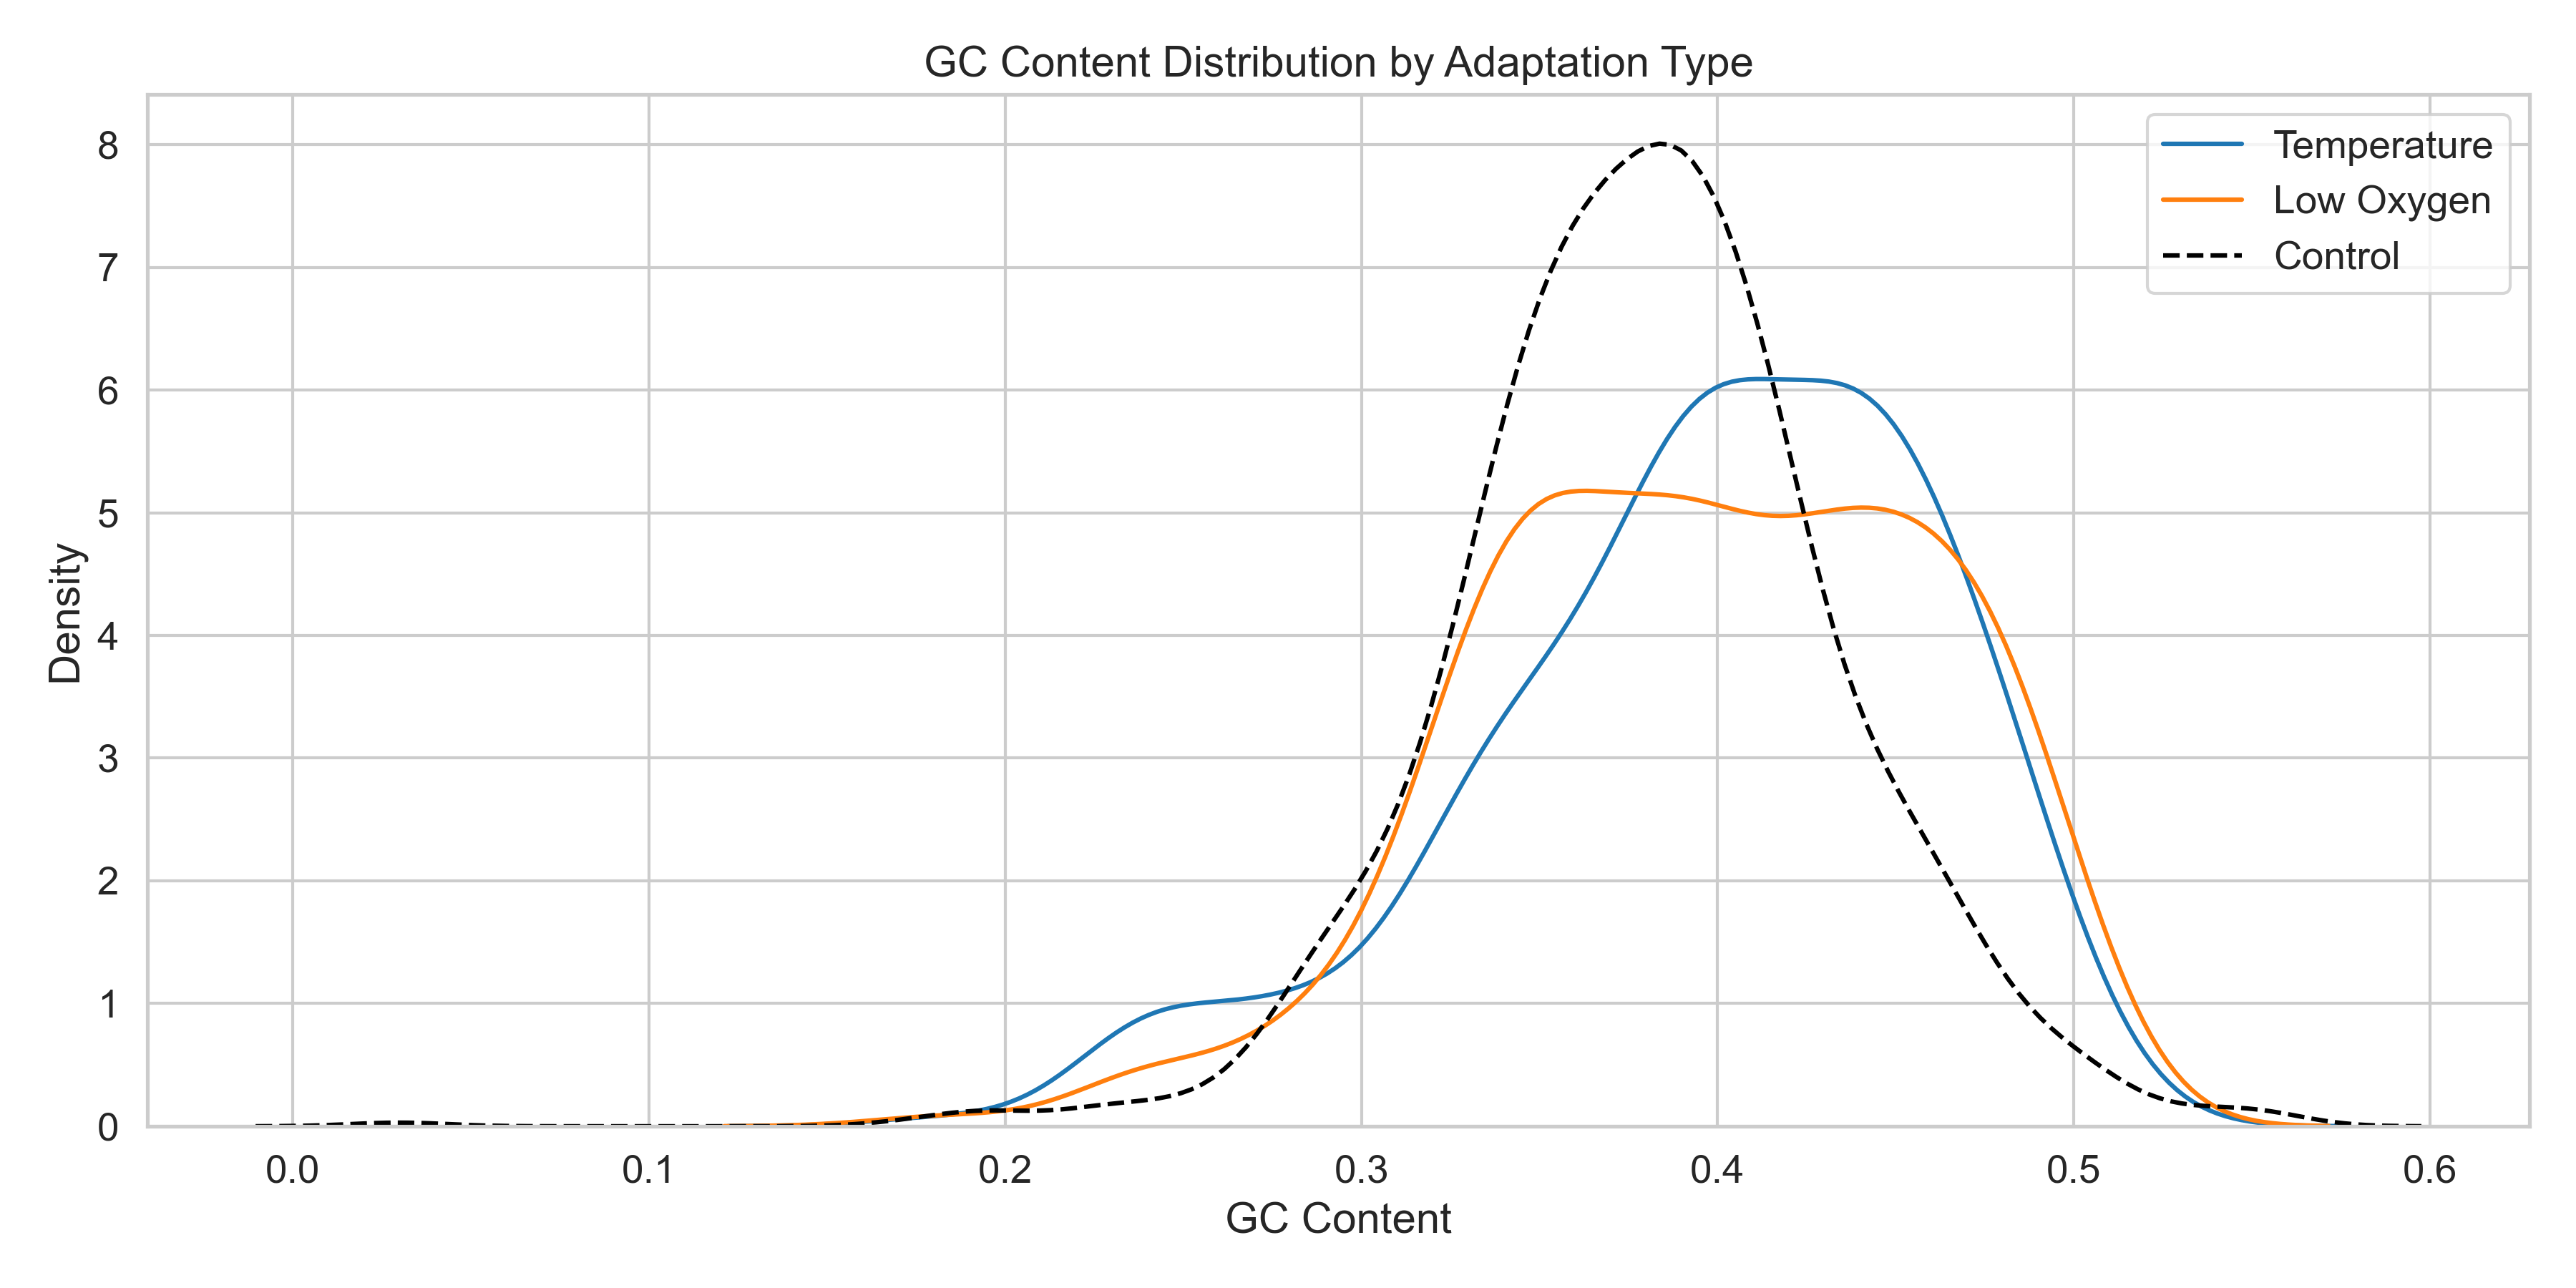 GC Content Distribution by Adaptation Type
Temperature
Low Oxygen
Control
8
7
6
5
4
3
2
1
0
Density
0.0 0.1 0.2 0.3 0.4 0.5 0.6
GC Content